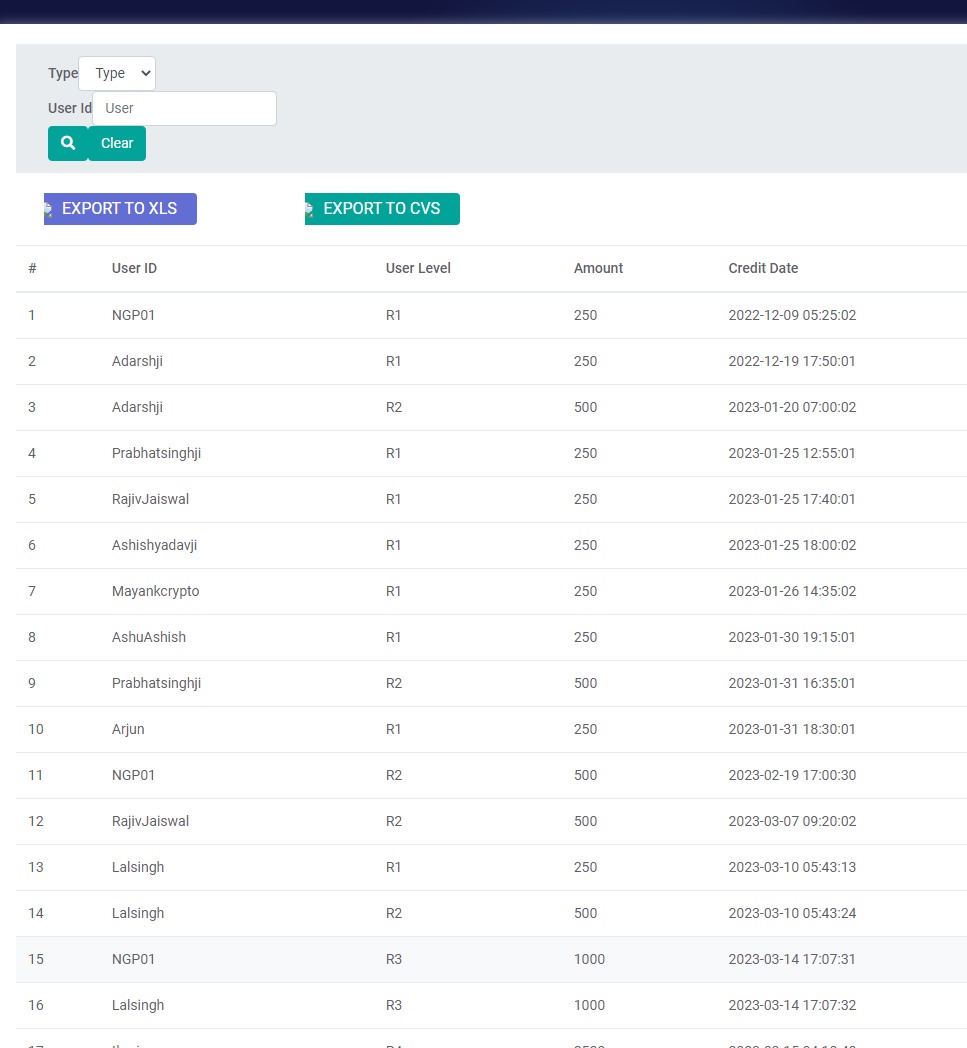 Type Type
User Id User
Clear
EXPORT TO XLS EXPORT TO CVS
# User ID User Level Amount Credit Date
1 NGP01 R1 250 2022-12-09 05:25:02
2 Adarshji R1 250 2022-12-19 17:50:01
3 Adarshji R2 500 2023-01-20 07:00:02
4 Prabhatsinghji R1 250 2023-01-25 12:55:01
5 RajivJaiswal R1 250 2023-01-25 17:40:01
6 Ashishyadavji R1 250 2023-01-25 18:00:02
7 Mayankcrypto R1 250 2023-01-26 14:35:02
8 AshuAshish R1 250 2023-01-30 19:15:01
9 Prabhatsinghji R2 500 2023-01-31 16:35:01
10 Arjun R1 250 2023-01-31 18:30:01
11 NGP01 R2 500 2023-02-19 17:00:30
12 RajivJaiswal R2 500 2023-03-07 09:20:02
13 Lalsingh R1 250 2023-03-10 05:43:13
14 Lalsingh R2 500 2023-03-10 05:43:24
15 NGP01 R3 1000 2023-03-14 17:07:31
16 Lalsingh R3 1000 2023-03-14 17:07:32